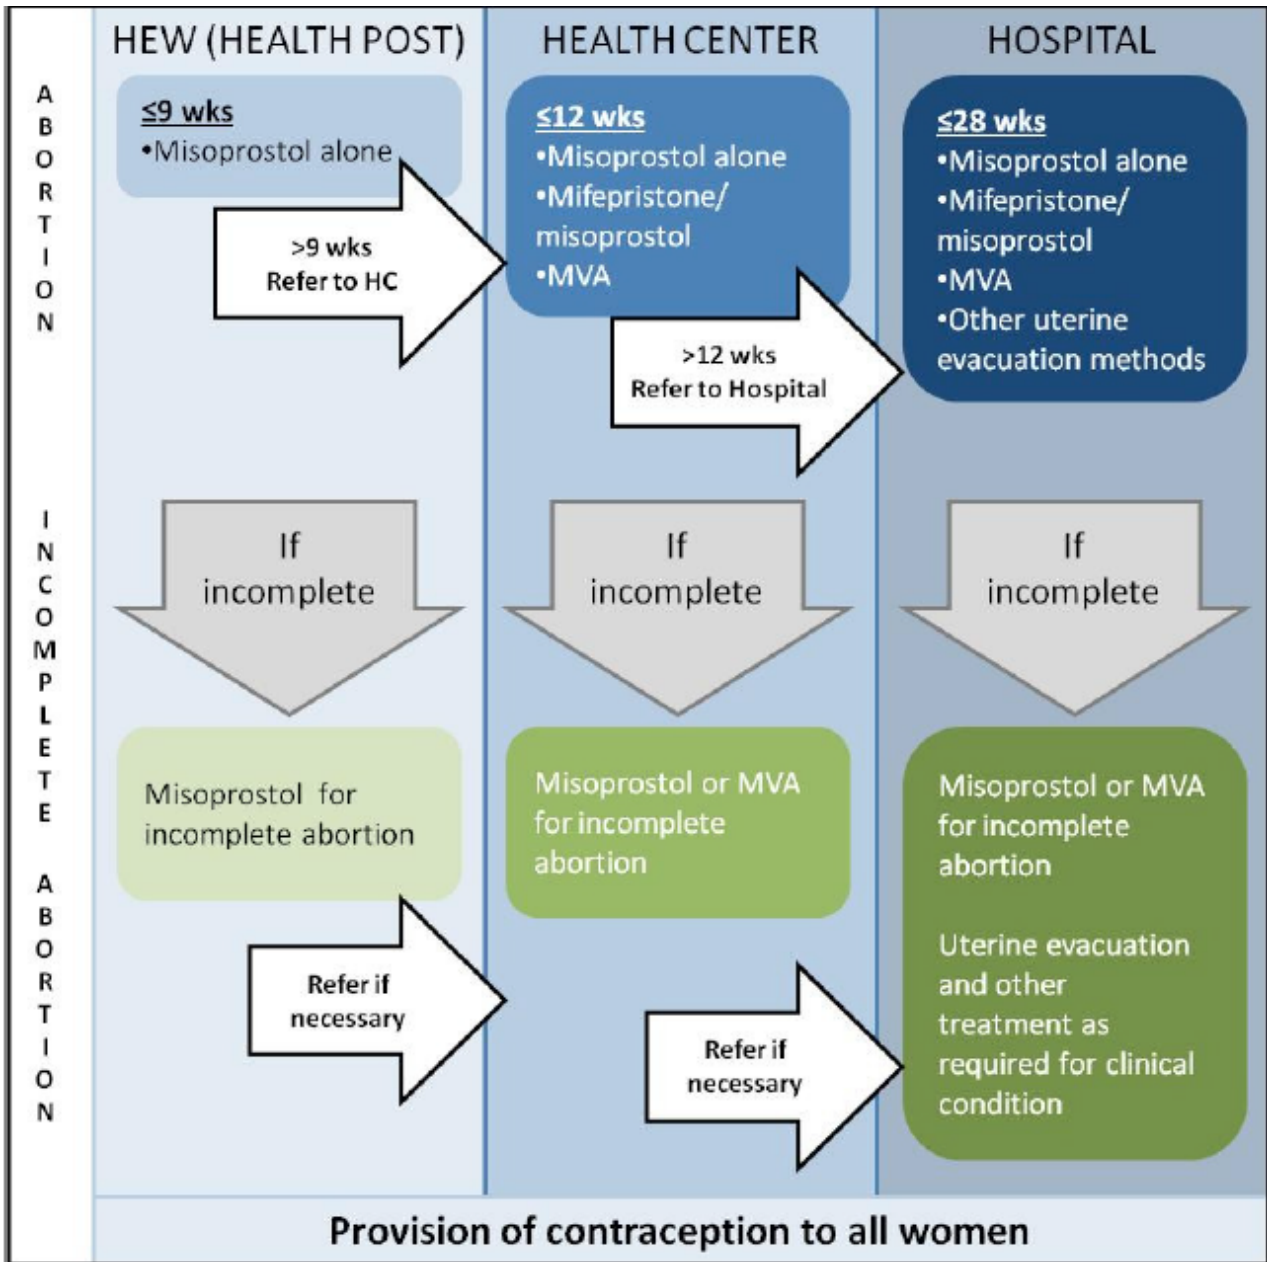 HEW (HEALTH POST)
HEALTH CENTER
HOSPITAL
ABORTION
≤9 wks
•Misoprostol alone
>9 wks
Refer to HC
≤12 wks
•Misoprostol alone
•Mifepristone/
misoprostol
•MVA
>12 wks
Refer to Hospital
≤28 wks
•Misoprostol alone
•Mifepristone/
misoprostol
•MVA
•Other uterine
evacuation methods
INCOMPLETE ABORTION
If
incomplete
If
incomplete
If
incomplete
Misoprostol for
incomplete abortion
Refer if
necessary
Misoprostol or MVA
for incomplete
abortion
Refer if
necessary
Misoprostol or MVA
for incomplete
abortion
Uterine evacuation
and other
treatment as
required for clinical
condition
Provision of contraception to all women